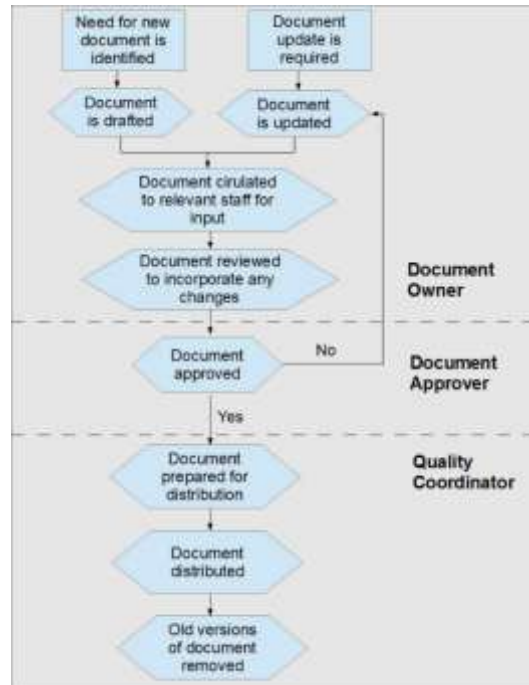 Need for new
document is
identified
Document
update is
required
Document
is drafted
Document
is updated
Document cirulated
to relevant staff for
input
Document reviewed
to incorporate any
changes
Document
Owner
Document
approved
No
Document
Approver
Yes
Document
prepared for
distribution
Quality
Coordinator
Document
distributed
Old versions
of document
removed